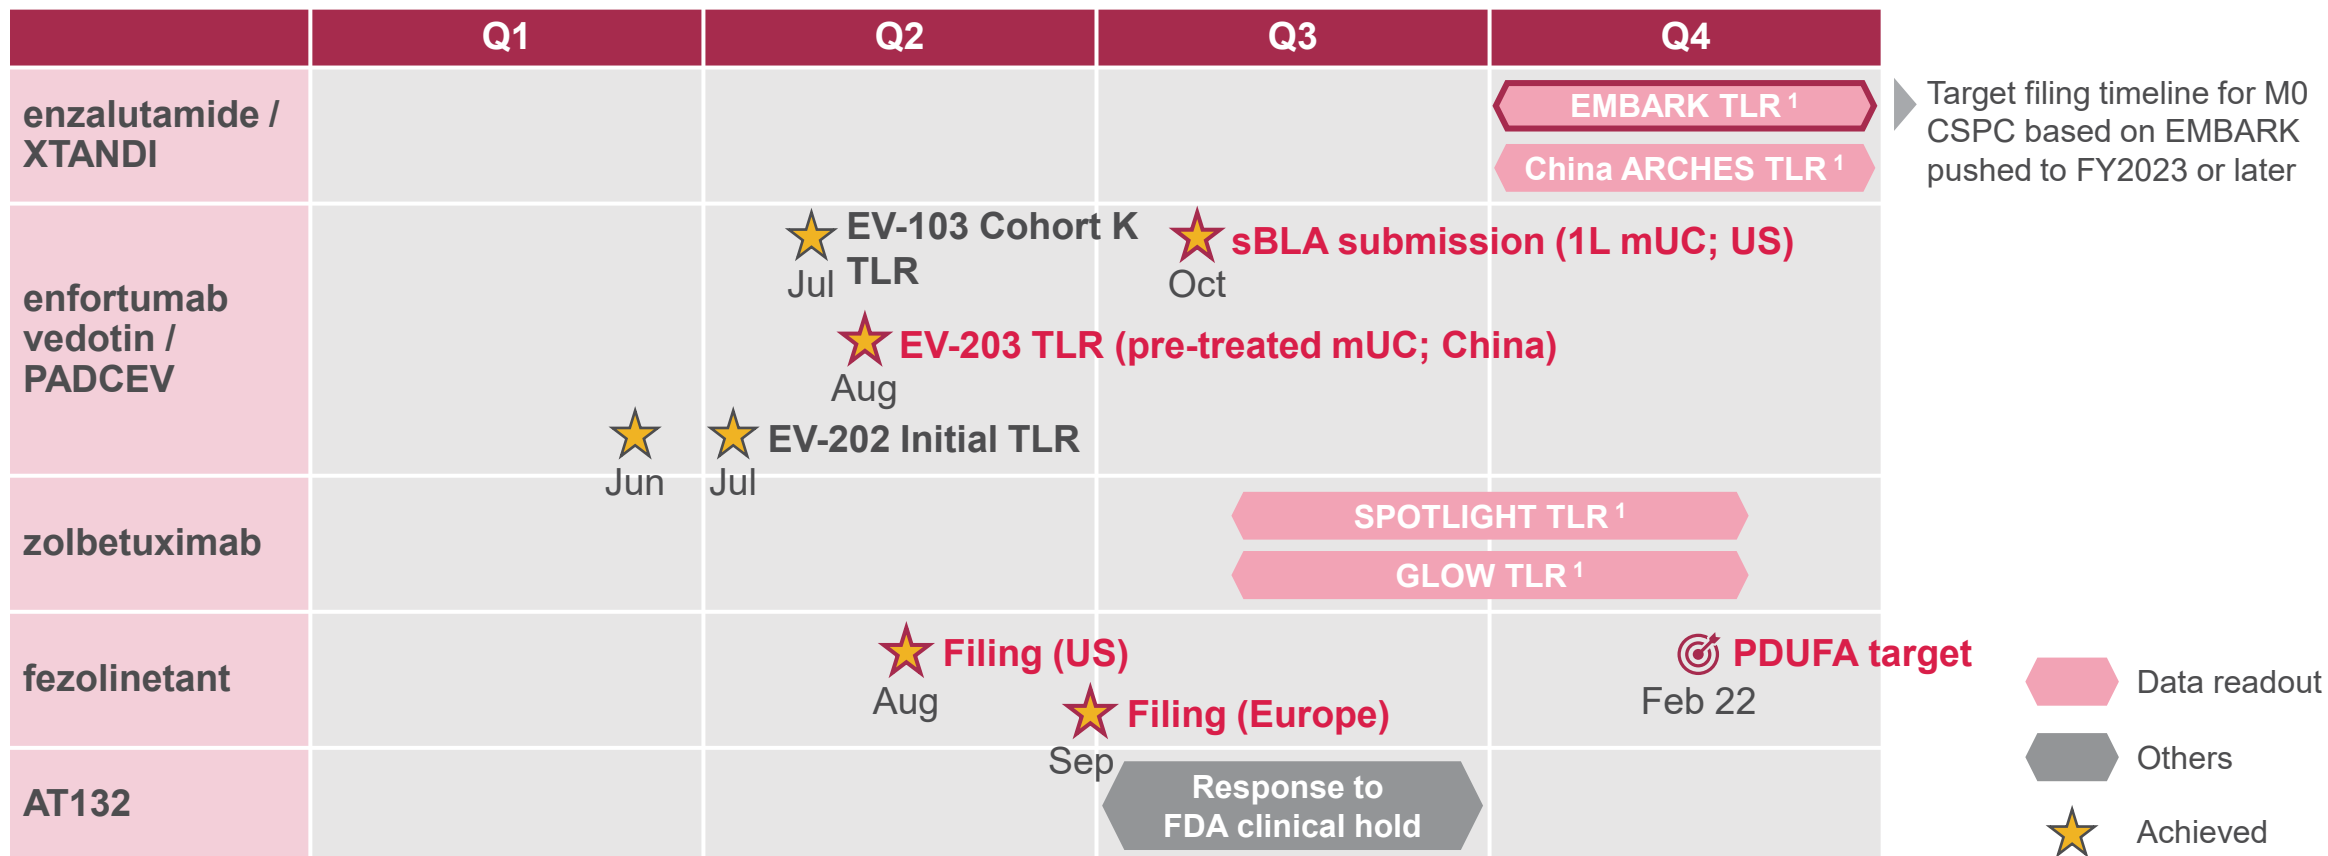 Q1 Q2 Q3 Q4
enzalutamide /
XTANDI
EMBARK TLR 1
China ARCHES TLR 1
Target filing timeline for M0
CSPC based on EMBARK
pushed to FY2023 or later
enfortumab
vedotin /
PADCEV
EV-103 Cohort K
TLR
Jul
sBLA submission (1L mUC; US)
Oct
EV-203 TLR (pre-treated mUC; China)
Aug
EV-202 Initial TLR
Jun Jul
zolbetuximab
SPOTLIGHT TLR 1
GLOW TLR 1
fezolinetant
Filing (US)
Aug
Filing (Europe)
Sep
PDUFA target
Feb 22
AT132
Response to
FDA clinical hold
Data readout
Others
Achieved